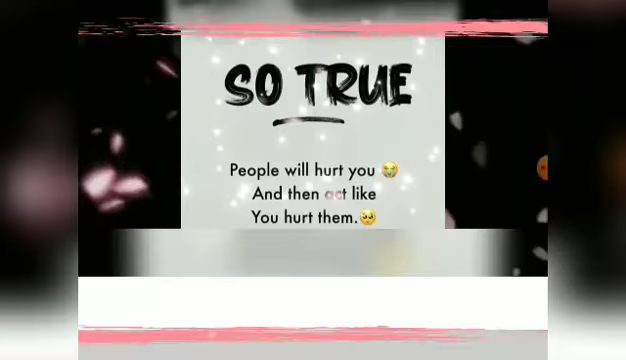 SO TRUE
People will hurt you 😭
And then act like
You hurt them.🥺